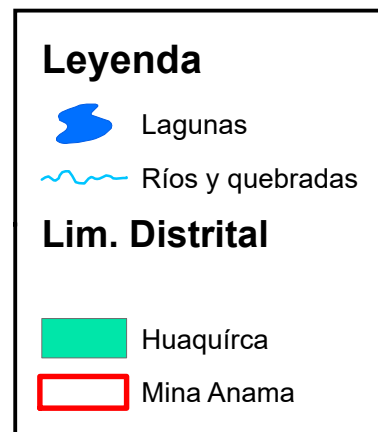 Leyenda
Lagunas
Ríos y quebradas
Lim. Distrital
Huaquírca
Mina Anama